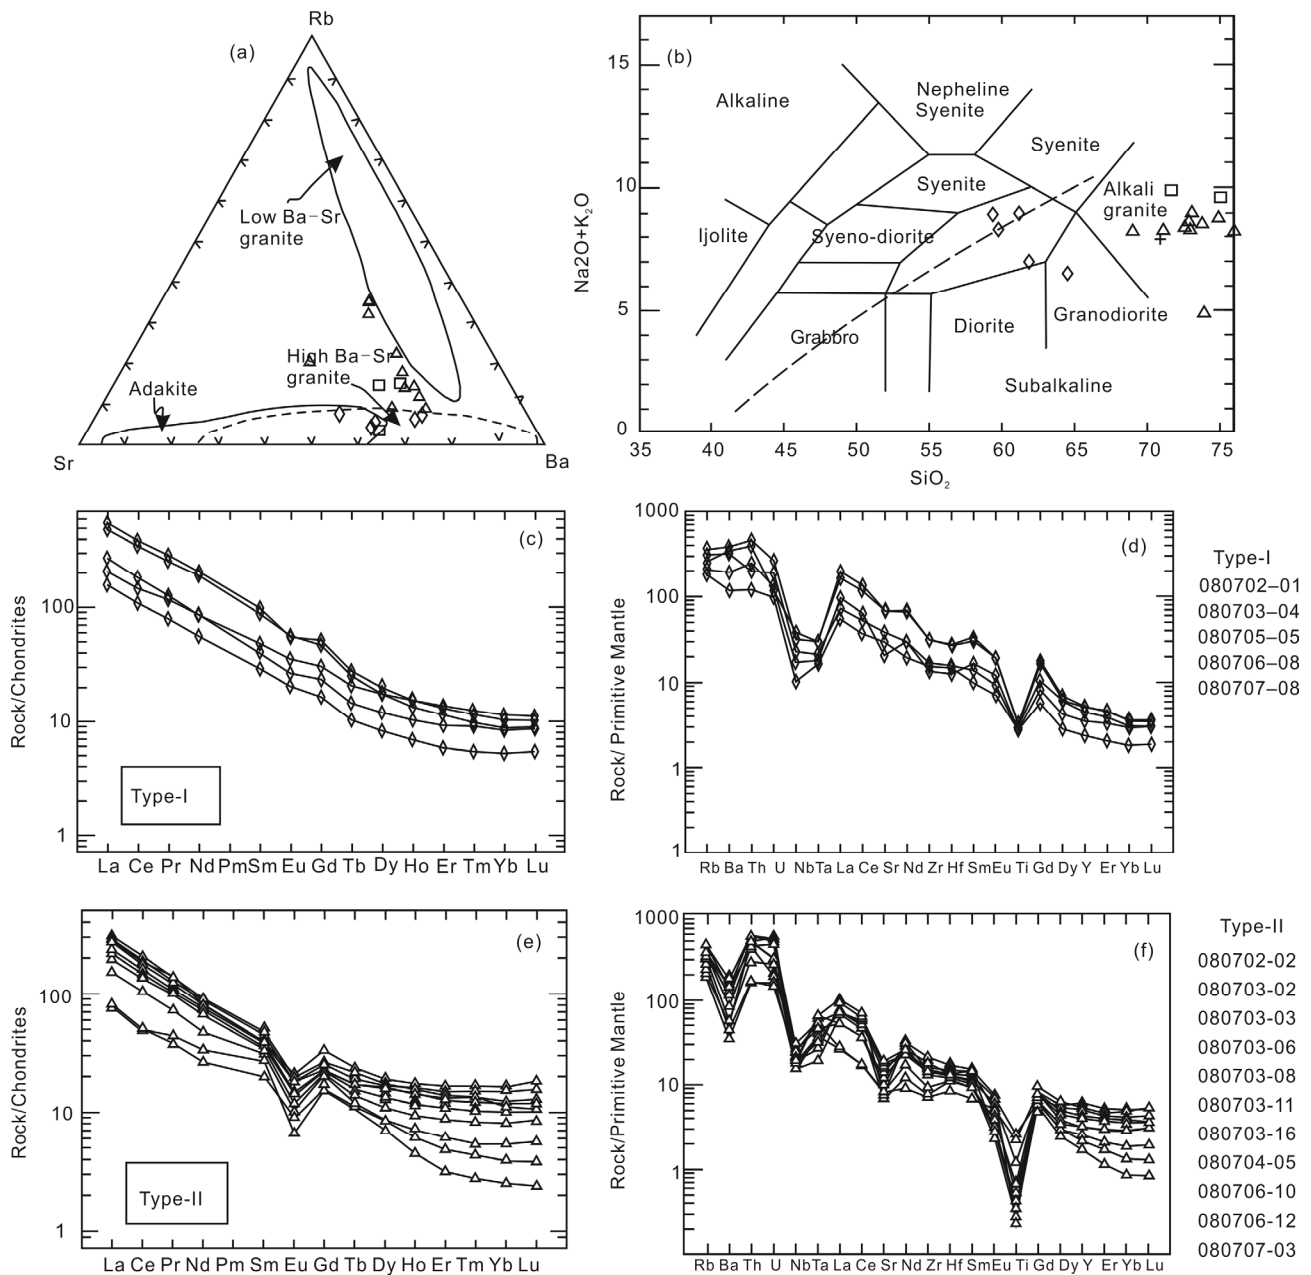 Rb
(a)
Low Ba–Sr
granite
High Ba–Sr
granite
Adakite
Sr
Ba
(b)
Na2O+K₂O
15
10
5
0
35
40
45
50
55
60
65
70
75
SiO₂
Alkaline
Nepheline
Syenite
Syenite
Syenite
Alkali
granite
Ijolite
Syeno-diorite
Grabbro
Diorite
Granodiorite
Subalkaline
(c)
Rock/Chondrites
100
10
1
Type-I
La Ce Pr Nd Pm Sm Eu Gd Tb Dy Ho Er Tm Yb Lu
(d)
Rock/ Primitive Mantle
1000
100
10
1
1
Rb Ba Th U Nb Ta La Ce Sr Nd Zr Hf Sm Eu Ti Gd Dy Y Er Yb Lu
Type-I
080702–01
080703–04
080705–05
080706–08
080707–08
(e)
Rock/Chondrites
100
10
1
Type-II
La Ce Pr Nd Pm Sm Eu Gd Tb Dy Ho Er Tm Yb Lu
(f)
Rock/Primitive Mantle
1000
100
10
1
Rb Ba Th U Nb Ta La Ce Sr Nd Zr Hf Sm Eu Ti Gd Dy Y Er Yb Lu
Type-II
080702-02
080703-02
080703-03
080703-06
080703-08
080703-11
080703-16
080704-05
080706-10
080706-12
080707-03